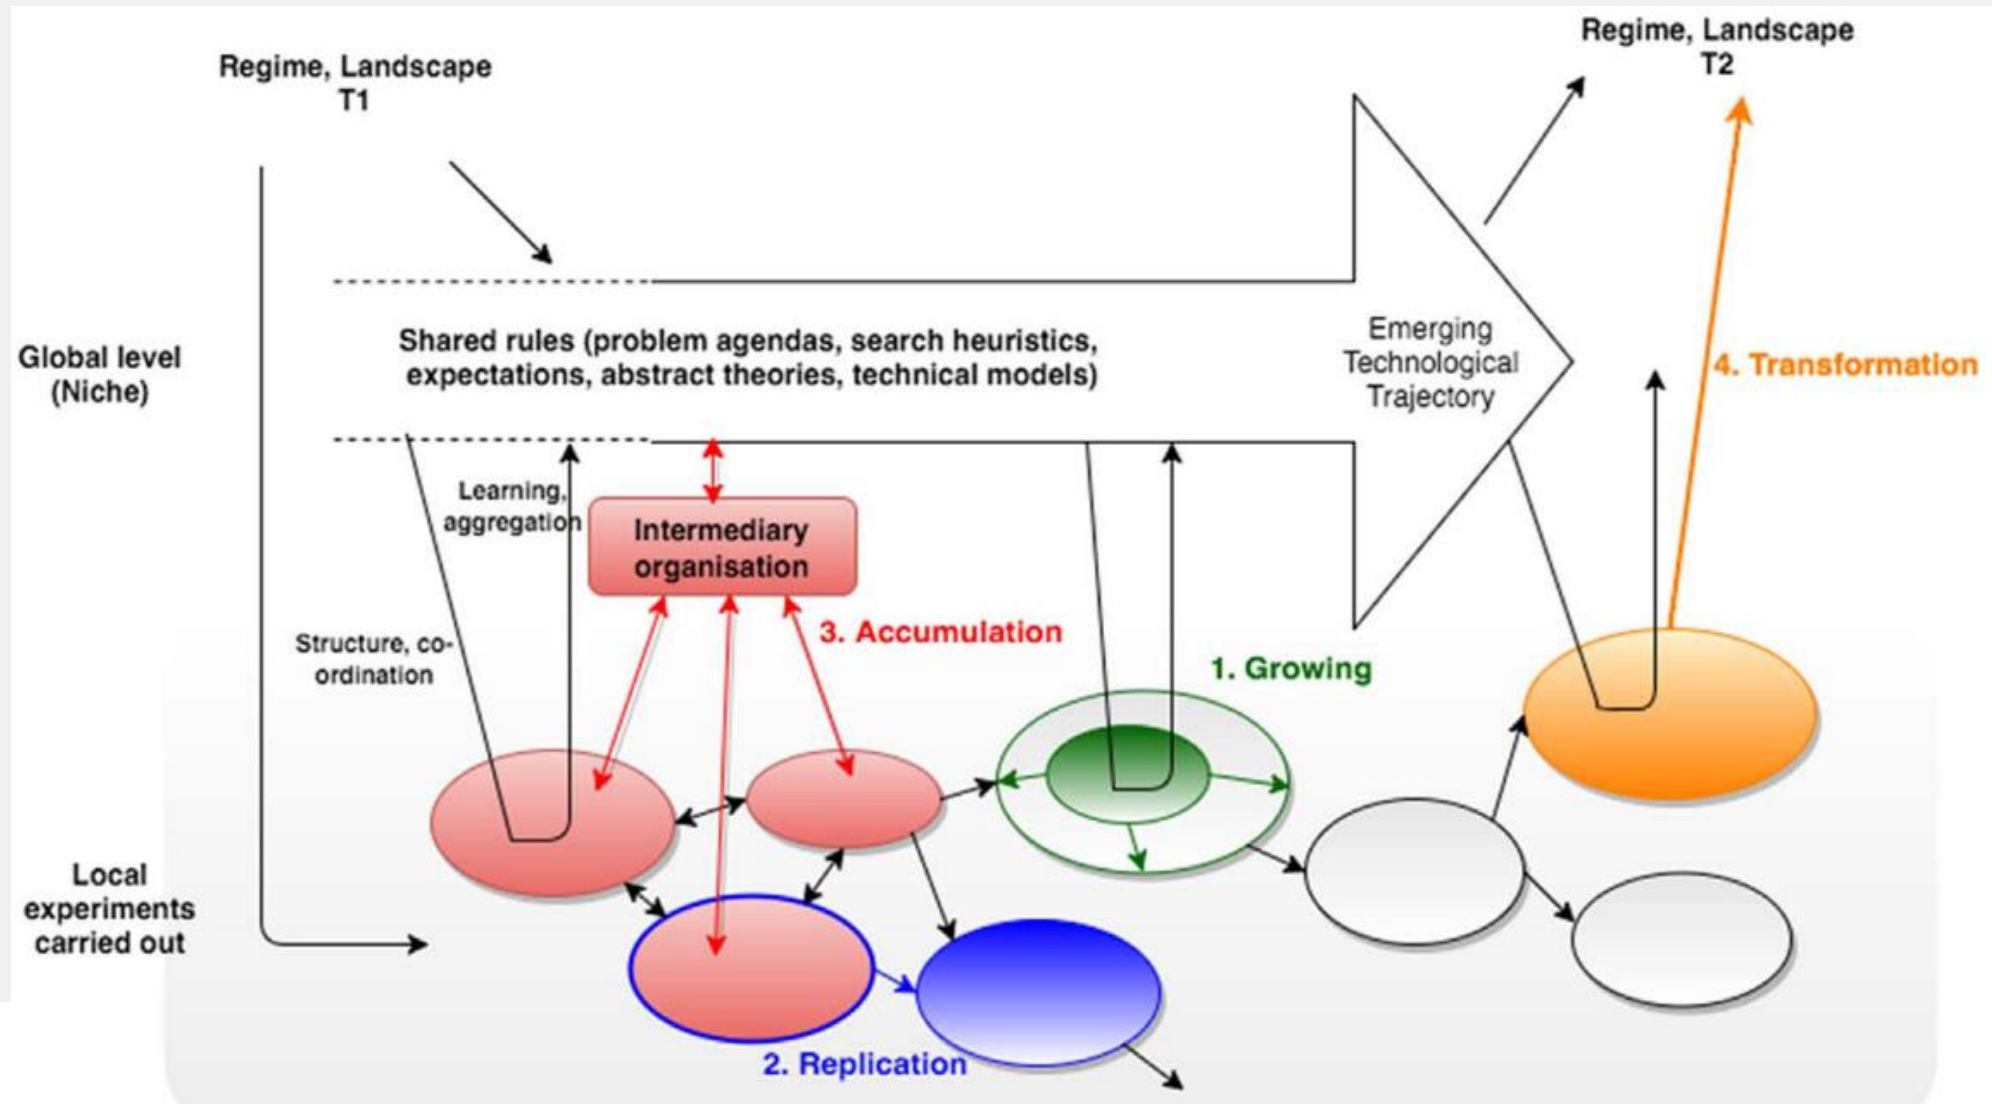 Regime, Landscape
T1
Regime, Landscape
T2
Global level
(Niche)
Shared rules (problem agendas, search heuristics,
expectations, abstract theories, technical models)
Emerging
Technological
Trajectory
4. Transformation
Learning,
aggregation
Intermediary
organisation
Structure, co-
ordination
3. Accumulation
1. Growing
Local
experiments
carried out
2. Replication